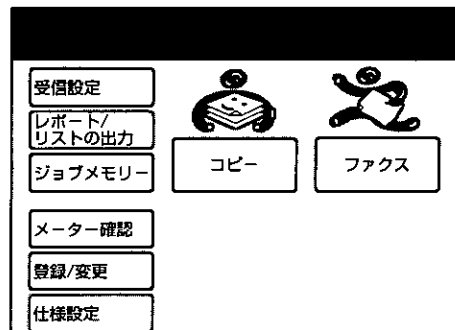 受信設定
レポート/
リストの出力
ジョブメモリー
メーター確認
登録/変更
仕様設定
コピー
ファクス